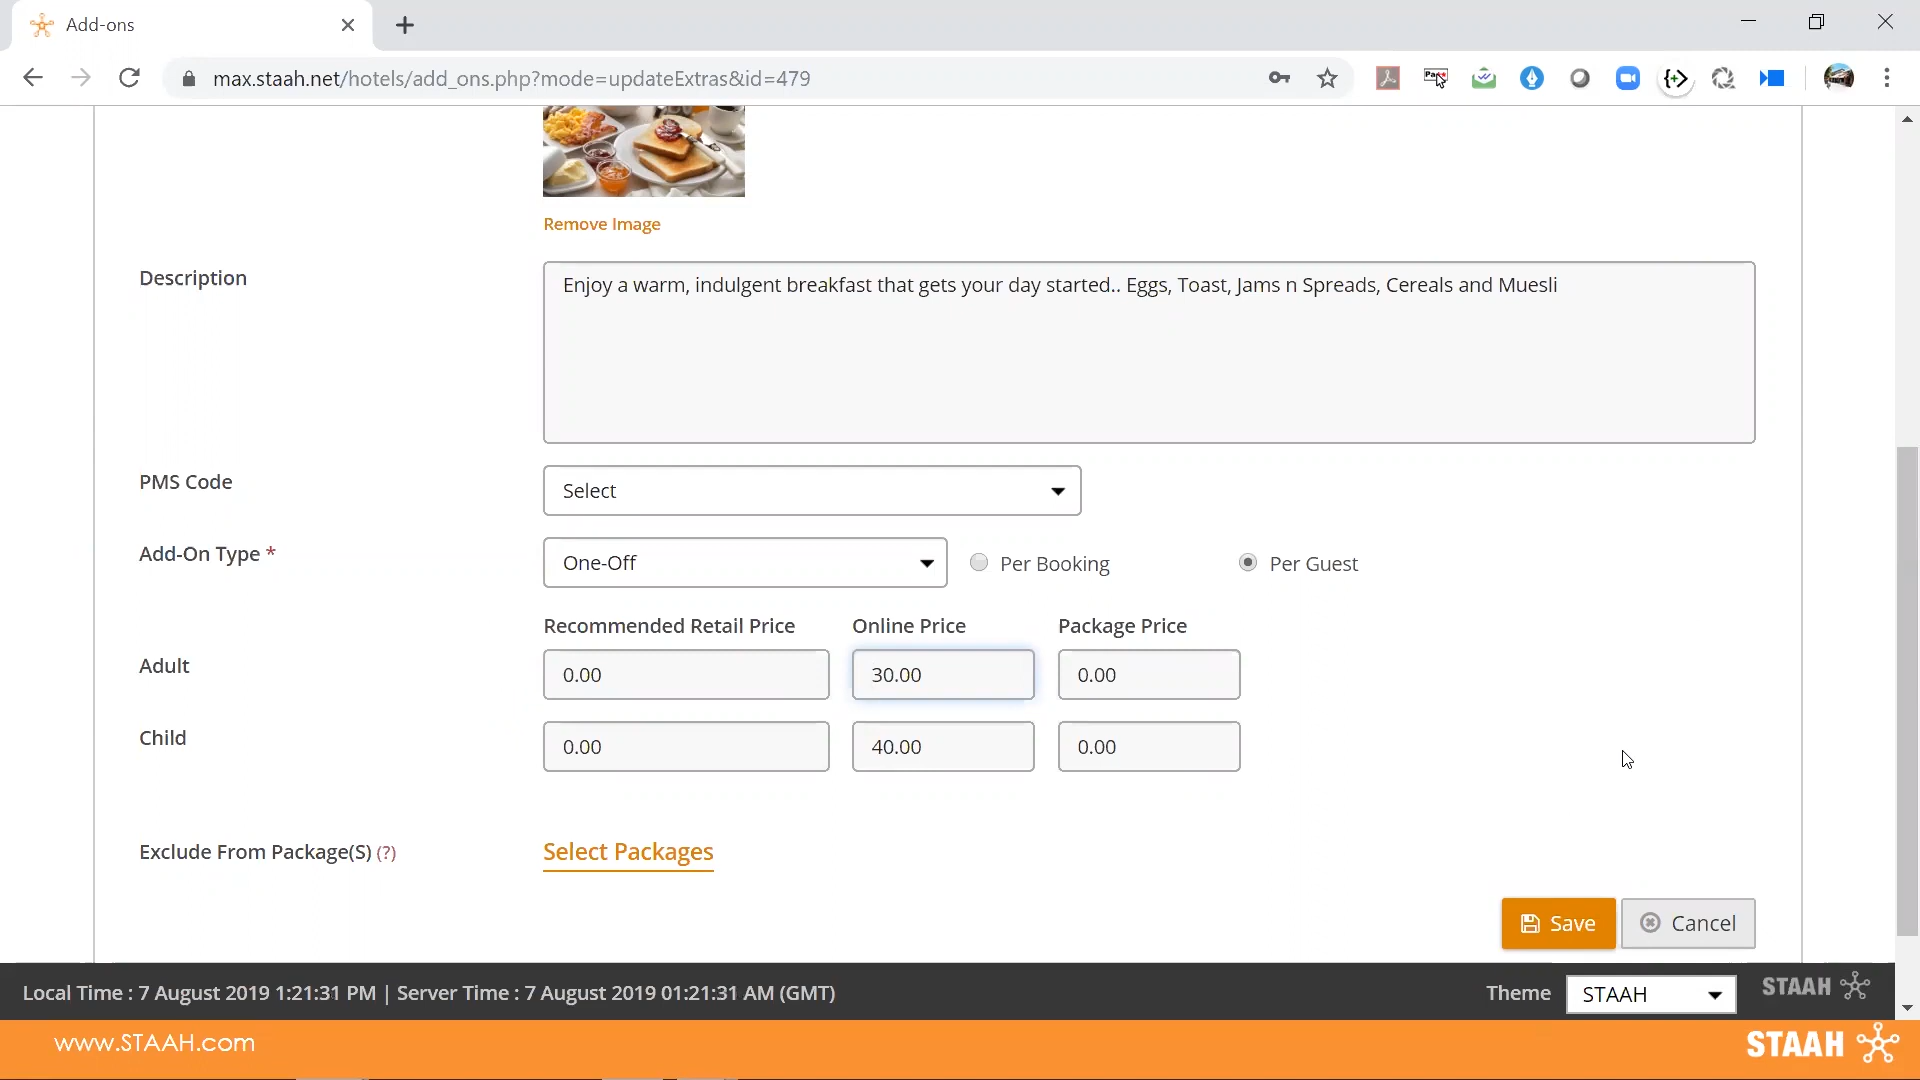 Add-ons
max.staah.net/hotels/add_ons.php?mode=updateExtras&id=479
Remove Image
Description
Enjoy a warm, indulgent breakfast that gets your day started.. Eggs, Toast, Jams n Spreads, Cereals and Muesli
PMS Code
Select
Add-On Type *
One-Off
Per Booking
Per Guest
Recommended Retail Price
Online Price
Package Price
Adult
0.00
30.00
0.00
Child
0.00
40.00
0.00
Exclude From Package(S) (?)
Select Packages
Save
Cancel
Local Time : 7 August 2019 1:21:31 PM | Server Time : 7 August 2019 01:21:31 AM (GMT)
Theme
STAAH
STAAH
www.STAAH.com
STAAH